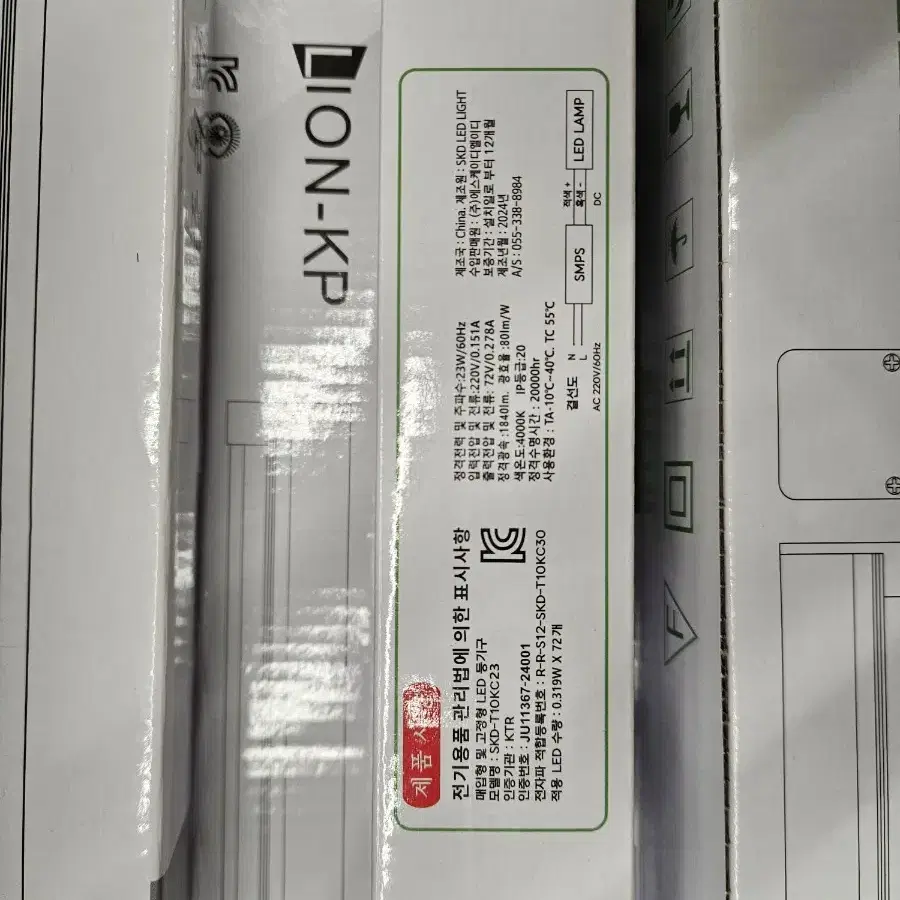 LION-KP
제품 사
전기용품 관리법에 의한 표시사항
매입형 및 고정형 LED 등기구
모델명 : SKD-T10KC23
인증기관 : KTR
인증번호 : JU11367-24001
전자파 적합등록번호 : R-R-S12-SKD-T10KC30
적용 LED 수량 : 0.319W X 72개
정격전력 및 주파수:23W/60Hz
입력전압 및 전류:220V/0.151A
출력전압 및 전류: 72V/0.278A
정격광속 :1840lm, 광효율 :80lm/W
색온도:4000K IP등급:20
정격수명시간 : 20000hr
사용환경 : TA-10℃~40℃. TC 55℃
제조국 : China. 제조원 : SKD LED LIGHT
수입판매원 : (주)에스케이디엘이디
보증기간 : 설치일로 부터 12개월
제조년월 : 2024년
A/S : 055-338-8984
결선도
N
L
AC 220V/60Hz
SMPS
적색 +
흑색 -
DC
LED LAMP
F